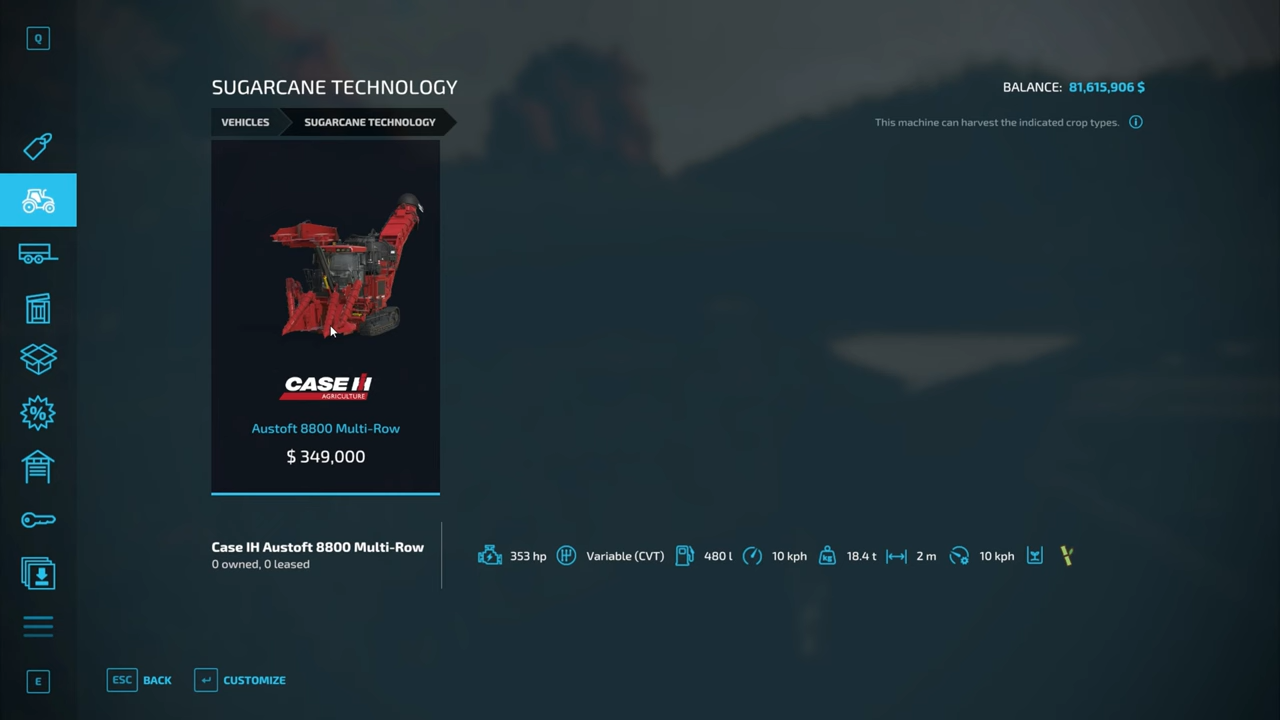 Q
SUGARCANE TECHNOLOGY
BALANCE: 81,615,906 $
VEHICLES SUGARCANE TECHNOLOGY
This machine can harvest the indicated crop types.
CASE IH
AGRICULTURE
Austoft 8800 Multi-Row
$ 349,000
Case IH Austoft 8800 Multi-Row
0 owned, 0 leased
353 hp Variable (CVT) 480 l 10 kph kg 18.4 t 2 m 10 kph
E
ESC BACK CUSTOMIZE